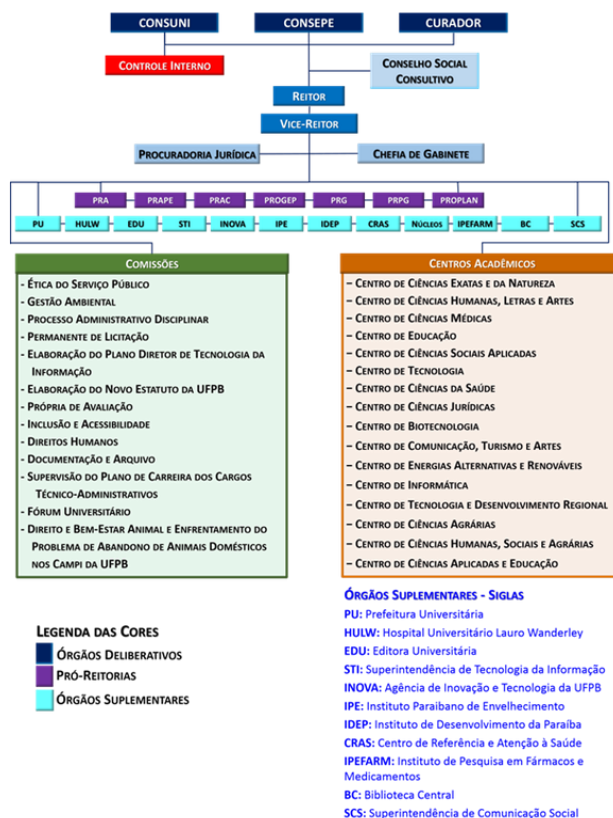 CONSUNI CONSEPE CURADOR
CONTROLE INTERNO
CONSELHO SOCIAL
CONSULTIVO
REITOR
VICE-REITOR
PROCURADORIA JURÍDICA CHEFIA DE GABINETE
PRA PRAPE PRAC PROGEP PRG PRPG PROPLAN
PU HULW EDU STI INOVA IPE IDEP CRAS NÚCLEOS IPEFARM BC SCS
COMISSÕES
- ÉTICA DO SERVIÇO PÚBLICO
- GESTÃO AMBIENTAL
- PROCESSO ADMINISTRATIVO DISCIPLINAR
- PERMANENTE DE LICITAÇÃO
- ELABORAÇÃO DO PLANO DIRETOR DE TECNOLOGIA DA
INFORMAÇÃO
- ELABORAÇÃO DO NOVO ESTATUTO DA UFPB
- PRÓPRIA DE AVALIAÇÃO
- INCLUSÃO E ACESSIBILIDADE
- DIREITOS HUMANOS
- DOCUMENTAÇÃO E ARQUIVO
- SUPERVISÃO DO PLANO DE CARREIRA DOS CARGOS
TÉCNICO-ADMINISTRATIVOS
- FÓRUM UNIVERSITÁRIO
- DIREITO E BEM-ESTAR ANIMAL E ENFRENTAMENTO DO
PROBLEMA DE ABANDONO DE ANIMAIS DOMÉSTICOS
NOS CAMPI DA UFPB
CENTROS ACADÊMICOS
– CENTRO DE CIÊNCIAS EXATAS E DA NATUREZA
– CENTRO DE CIÊNCIAS HUMANAS, LETRAS E ARTES
– CENTRO DE CIÊNCIAS MÉDICAS
– CENTRO DE EDUCAÇÃO
– CENTRO DE CIÊNCIAS SOCIAIS APLICADAS
– CENTRO DE TECNOLOGIA
– CENTRO DE CIÊNCIAS DA SAÚDE
– CENTRO DE CIÊNCIAS JURÍDICAS
– CENTRO DE BIOTECNOLOGIA
– CENTRO DE COMUNICAÇÃO, TURISMO E ARTES
– CENTRO DE ENERGIAS ALTERNATIVAS E RENOVÁVEIS
– CENTRO DE INFORMÁTICA
– CENTRO DE TECNOLOGIA E DESENVOLVIMENTO REGIONAL
– CENTRO DE CIÊNCIAS AGRÁRIAS
– CENTRO DE CIÊNCIAS HUMANAS, SOCIAIS E AGRÁRIAS
– CENTRO DE CIÊNCIAS APLICADAS E EDUCAÇÃO
LEGENDA DAS CORES
ÓRGÃOS DELIBERATIVOS
PRÓ-REITORIAS
ÓRGÃOS SUPLEMENTARES
ÓRGÃOS SUPLEMENTARES - SIGLAS
PU: Prefeitura Universitária
HULW: Hospital Universitário Lauro Wanderley
EDU: Editora Universitária
STI: Superintendência de Tecnologia da Informação
INOVA: Agência de Inovação e Tecnologia da UFPB
IPE: Instituto Paraibano de Envelhecimento
IDEP: Instituto de Desenvolvimento da Paraíba
CRAS: Centro de Referência e Atenção à Saúde
IPEFARM: Instituto de Pesquisa em Fármacos e
Medicamentos
BC: Biblioteca Central
SCS: Superintendência de Comunicação Social